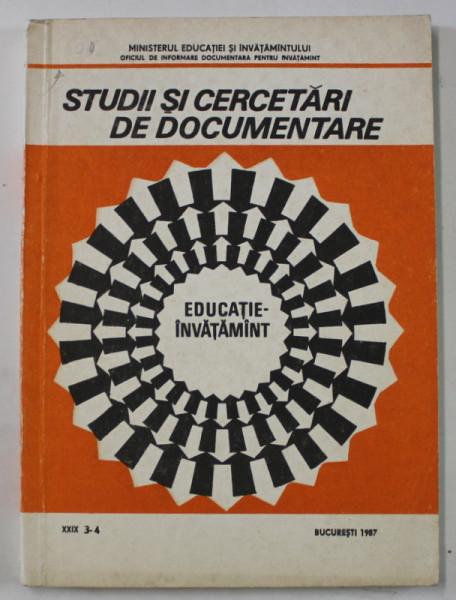 MINISTERUL EDUCAȚIEI ȘI ÎNVĂȚĂMÎNTULUI
OFICIUL DE INFORMARE DOCUMENTARĂ PENTRU ÎNVĂȚĂMÎNT
STUDII ȘI CERCETĂRI
DE DOCUMENTARE
EDUCAȚIE-
ÎNVĂȚĂMÎNT
XXIX 3-4
BUCUREȘTI 1987